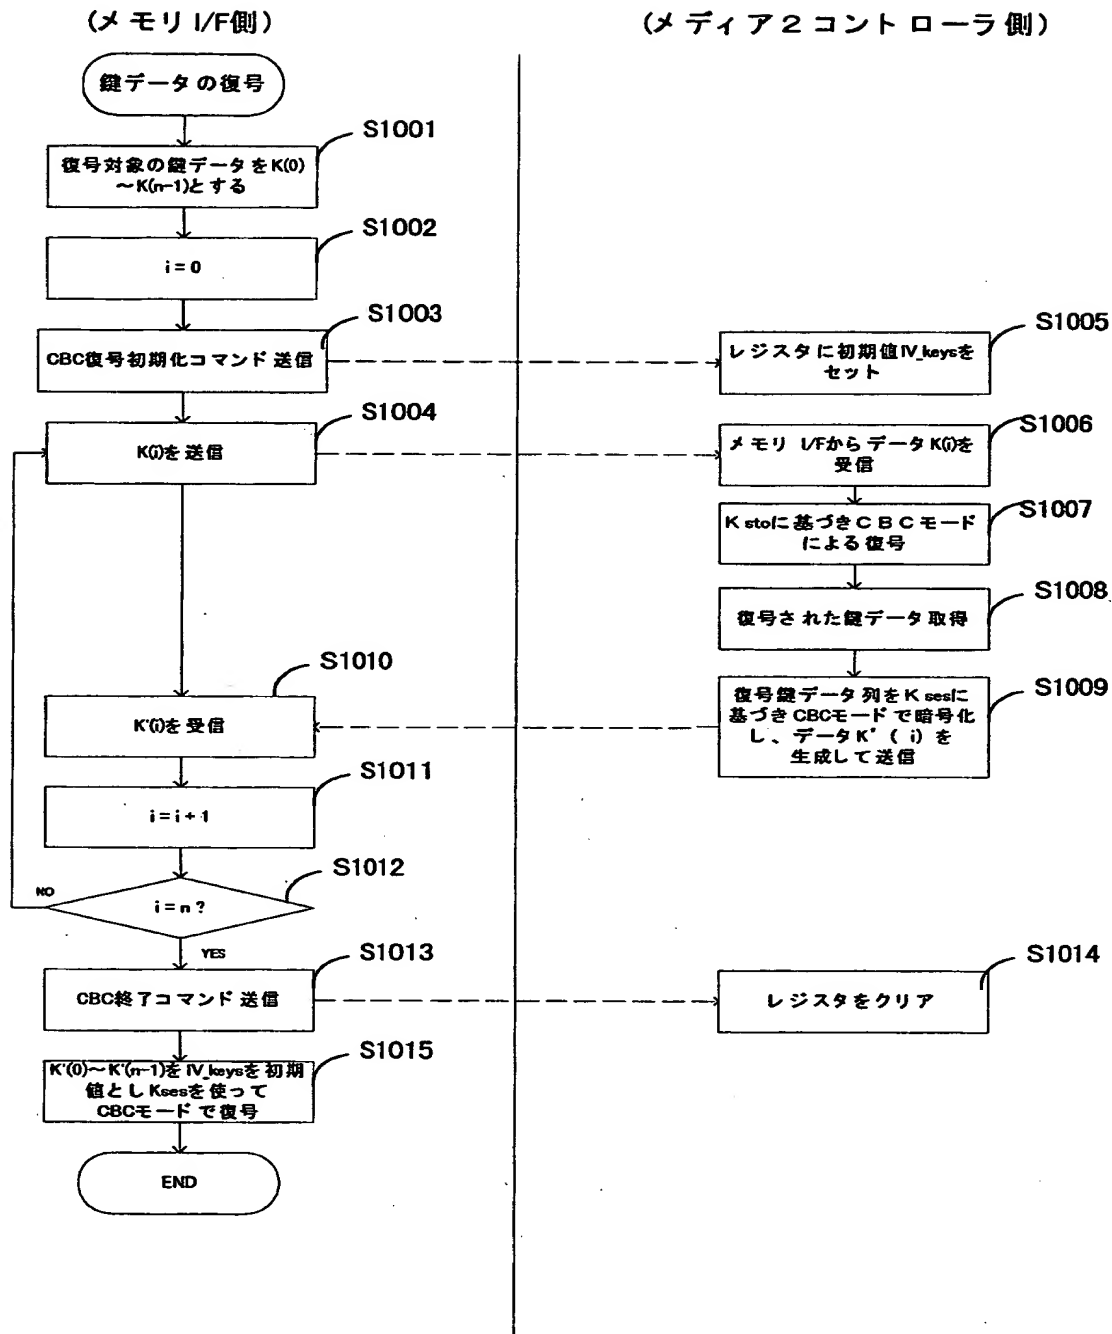 (メモリI/F側)
(メディア2コントローラ側)
鍵データの復号
S1001
復号対象の鍵データをK(0)
～K(n-1)とする
S1002
i=0
S1003
CBC復号初期化コマンド送信
S1005
レジスタに初期値IV_keysを
セット
S1004
K(i)を送信
S1006
メモリ I/FからデータK(i)を
受信
S1007
K stoに基づきCBCモード
による復号
S1008
復号された鍵データ取得
S1009
復号鍵データ列をK sesに
基づきCBCモードで暗号化
し、データK'(i)を
生成して送信
S1010
K'(i)を受信
S1011
i=i+1
S1012
i=n?
NO
YES
S1013
CBC終了コマンド送信
S1014
レジスタをクリア
S1015
K'(0)～K'(n-1)をIV_keysを初期
値としKsesを使って
CBCモードで復号
END